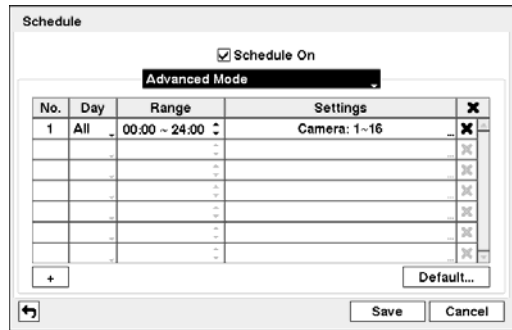 Schedule
Schedule On
Advanced Mode
No. Day Range Settings ✖
1 All 00:00 ~ 24:00 Camera: 1~16 ... ✖
+ Default...
Save Cancel